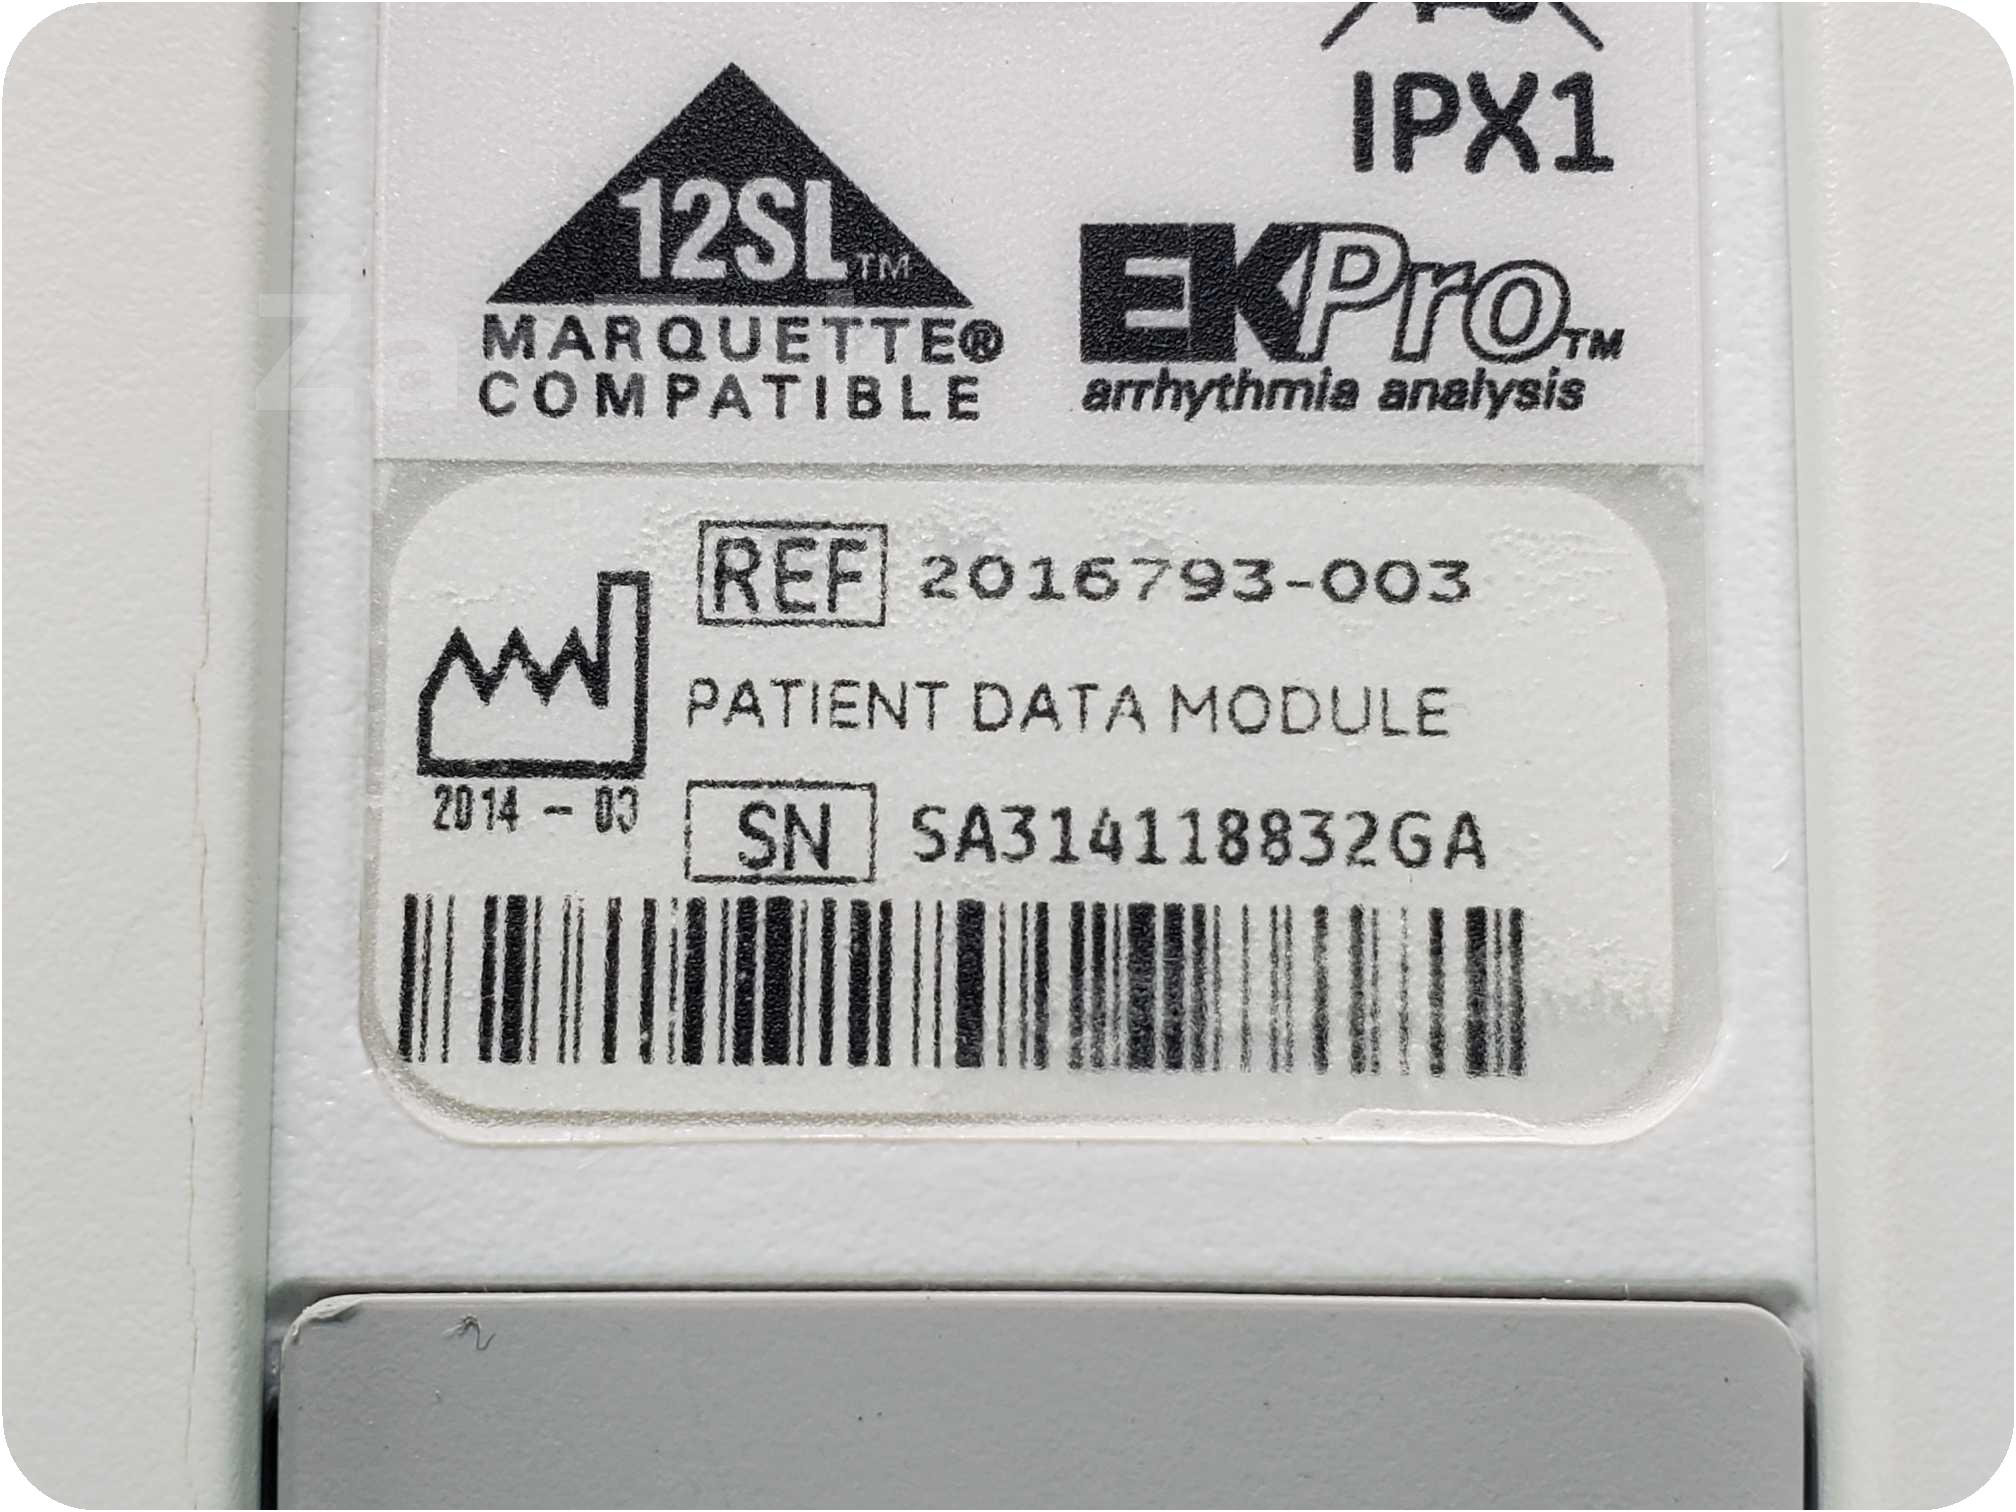 IPX1
12SL™
MARQUETTE®
COMPATIBLE
EKPro™
arrhythmia analysis
REF 2016793-003
PATIENT DATA MODULE
2014 - 03
SN SA314118832GA